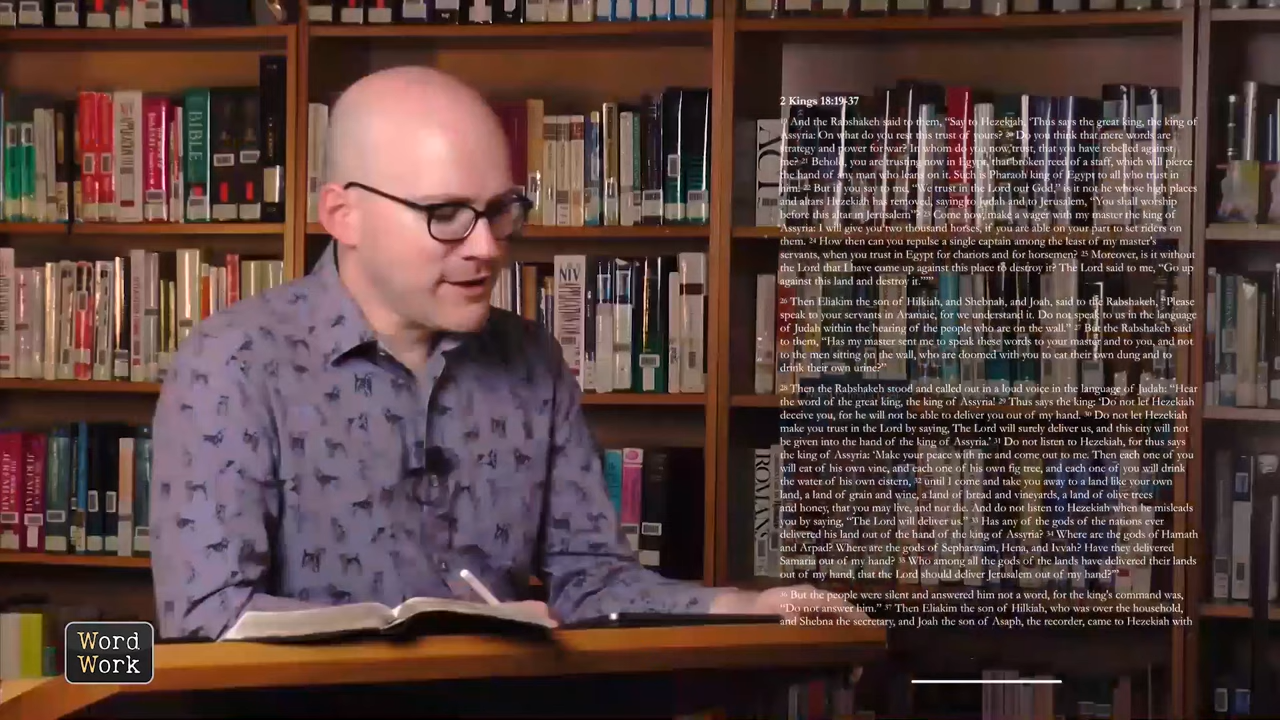 2 Kings 18:19-37
19 And the Rabshakeh said to them, “Say to Hezekiah, ‘Thus says the great king, the king of
Assyria: On what do you rest this trust of yours? 20 Do you think that mere words are
strategy and power for war? In whom do you now trust, that you have rebelled against
me? 21 Behold, you are trusting now in Egypt, that broken reed of a staff, which will pierce
the hand of any man who leans on it. Such is Pharaoh king of Egypt to all who trust in
him. 22 But if you say to me, “We trust in the Lord our God,” is it not he whose high places
and altars Hezekiah has removed, saying to Judah and to Jerusalem, “You shall worship
before this altar in Jerusalem”? 23 Come now, make a wager with my master the king of
Assyria: I will give you two thousand horses, if you are able on your part to set riders on
them. 24 How then can you repulse a single captain among the least of my master’s
servants, when you trust in Egypt for chariots and for horsemen? 25 Moreover, is it without
the Lord that I have come up against this place to destroy it? The Lord said to me, “Go up
against this land and destroy it.”’”
26 Then Eliakim the son of Hilkiah, and Shebnah, and Joah, said to the Rabshakeh, “Please
speak to your servants in Aramaic, for we understand it. Do not speak to us in the language
of Judah within the hearing of the people who are on the wall.” 27 But the Rabshakeh said
to them, “Has my master sent me to speak these words to your master and to you, and not
to the men sitting on the wall, who are doomed with you to eat their own dung and to
drink their own urine?”
28 Then the Rabshakeh stood and called out in a loud voice in the language of Judah: “Hear
the word of the great king, the king of Assyria! 29 Thus says the king: ‘Do not let Hezekiah
deceive you, for he will not be able to deliver you out of my hand. 30 Do not let Hezekiah
make you trust in the Lord by saying, The Lord will surely deliver us, and this city will not
be given into the hand of the king of Assyria.’ 31 Do not listen to Hezekiah, for thus says
the king of Assyria: ‘Make your peace with me and come out to me. Then each one of you
will eat of his own vine, and each one of his own fig tree, and each one of you will drink
the water of his own cistern, 32 until I come and take you away to a land like your own
land, a land of grain and wine, a land of bread and vineyards, a land of olive trees
and honey, that you may live, and not die. And do not listen to Hezekiah when he misleads
you by saying, “The Lord will deliver us.” 33 Has any of the gods of the nations ever
delivered his land out of the hand of the king of Assyria? 34 Where are the gods of Hamath
and Arpad? Where are the gods of Sepharvaim, Hena, and Ivvah? Have they delivered
Samaria out of my hand? 35 Who among all the gods of the lands have delivered their lands
out of my hand, that the Lord should deliver Jerusalem out of my hand?’”
36 But the people were silent and answered him not a word, for the king’s command was,
“Do not answer him.” 37 Then Eliakim the son of Hilkiah, who was over the household,
and Shebna the secretary, and Joah the son of Asaph, the recorder, came to Hezekiah with
BIBLE
NIV
ACTS
ROMANS
JEREMIAH
JEREMIAH
Word
Work